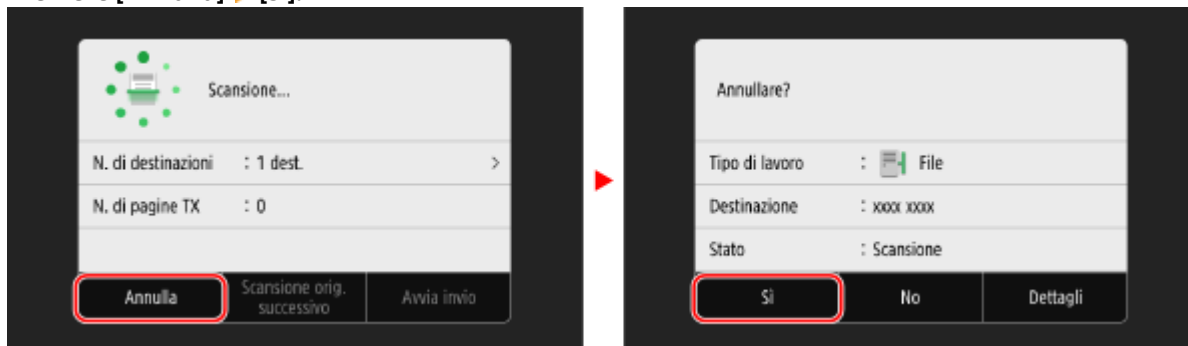 Scansione...
N. di destinazioni : 1 dest. >
N. di pagine TX : 0
Annulla
Scansione orig.
successivo
Avvia invio
Annullare?
Tipo di lavoro : File
Destinazione : xxxx xxxx
Stato : Scansione
Sì
No
Dettagli